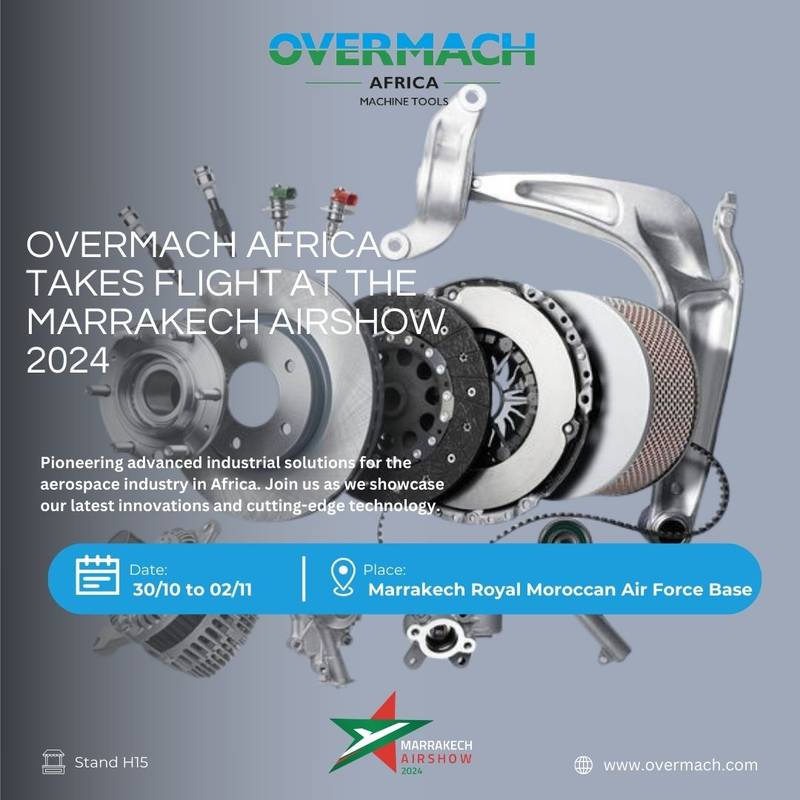 OVERMACH
AFRICA
MACHINE TOOLS
OVERMACH AFRICA
TAKES FLIGHT AT THE
MARRAKECH AIRSHOW
2024
Pioneering advanced industrial solutions for the
aerospace industry in Africa. Join us as we showcase
our latest innovations and cutting-edge technology.
Date:
30/10 to 02/11
Place:
Marrakech Royal Moroccan Air Force Base
MARRAKECH
AIRSHOW
2024
Stand H15
www.overmach.com